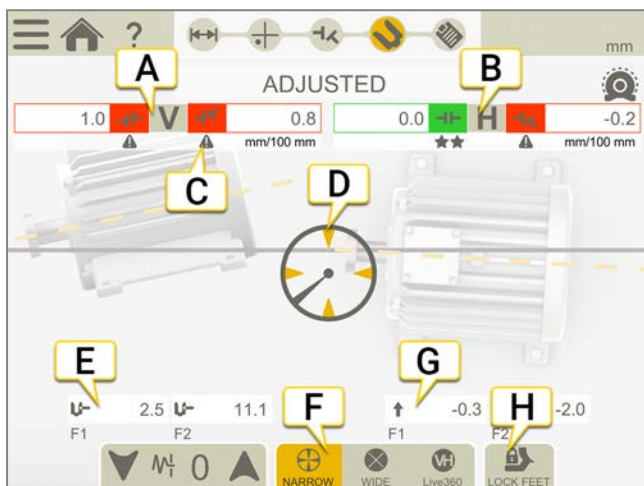 ?
mm
A
B
ADJUSTED
1.0 V 0.8
0.0 H -0.2
mm/100 mm
mm/100 mm
C
D
E
G
2.5 11.1
-0.3 -2.0
F1 F2
F1 F2
F
H
0
NARROW WIDE VH Live360 LOCK FEET